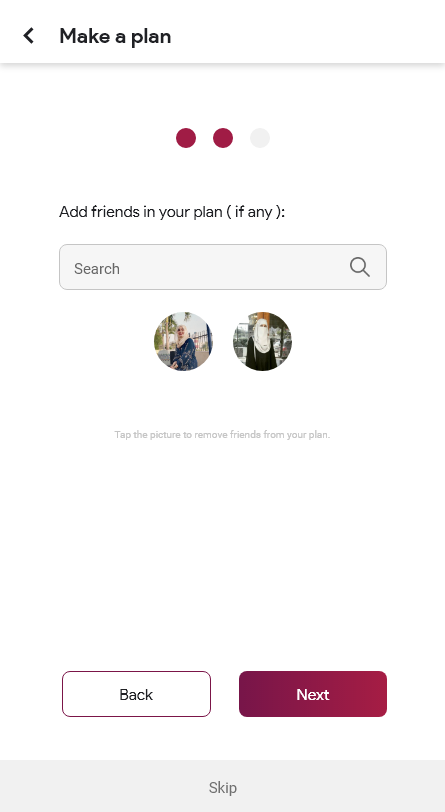 Make a plan
Add friends in your plan ( if any ):
Search
Tap the picture to remove friends from your plan.
Back
Next
Skip